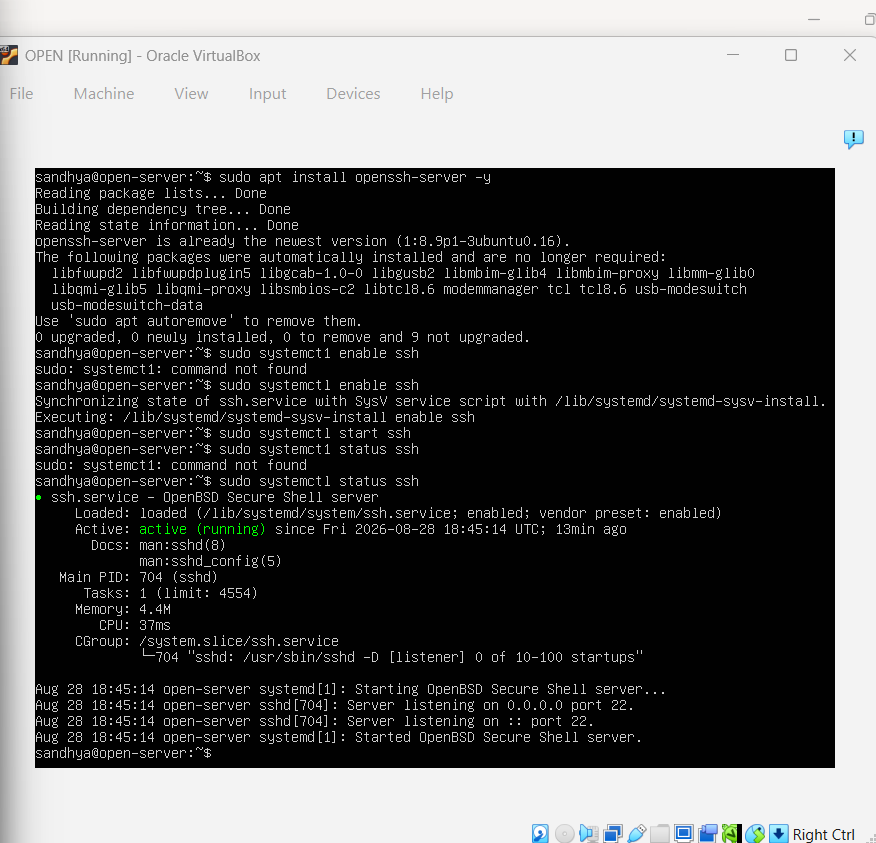 OPEN [Running] - Oracle VirtualBox
File Machine View Input Devices Help
sandhya@open-server:~$ sudo apt install openssh-server -y
Reading package lists... Done
Building dependency tree... Done
Reading state information... Done
openssh-server is already the newest version (1:8.9p1-3ubuntu0.16).
The following packages were automatically installed and are no longer required:
  libfwupd2 libfwupdplugin5 libgcab-1.0-0 libgusb2 libmbim-glib4 libmbim-proxy libmm-glib0
  libqmi-glib5 libqmi-proxy libsmbios-c2 libtcl8.6 modemmanager tcl tcl8.6 usb-modeswitch
  usb-modeswitch-data
Use 'sudo apt autoremove' to remove them.
0 upgraded, 0 newly installed, 0 to remove and 9 not upgraded.
sandhya@open-server:~$ sudo systemct1 enable ssh
sudo: systemct1: command not found
sandhya@open-server:~$ sudo systemctl enable ssh
Synchronizing state of ssh.service with SysV service script with /lib/systemd/systemd-sysv-install.
Executing: /lib/systemd/systemd-sysv-install enable ssh
sandhya@open-server:~$ sudo systemctl start ssh
sandhya@open-server:~$ sudo systemct1 status ssh
sudo: systemct1: command not found
sandhya@open-server:~$ sudo systemctl status ssh
● ssh.service - OpenBSD Secure Shell server
     Loaded: loaded (/lib/systemd/system/ssh.service; enabled; vendor preset: enabled)
     Active: active (running) since Fri 2026-08-28 18:45:14 UTC; 13min ago
       Docs: man:sshd(8)
             man:sshd_config(5)
   Main PID: 704 (sshd)
      Tasks: 1 (limit: 4554)
     Memory: 4.4M
        CPU: 37ms
     CGroup: /system.slice/ssh.service
             └─704 "sshd: /usr/sbin/sshd -D [listener] 0 of 10-100 startups"
Aug 28 18:45:14 open-server systemd[1]: Starting OpenBSD Secure Shell server...
Aug 28 18:45:14 open-server sshd[704]: Server listening on 0.0.0.0 port 22.
Aug 28 18:45:14 open-server sshd[704]: Server listening on :: port 22.
Aug 28 18:45:14 open-server systemd[1]: Started OpenBSD Secure Shell server.
sandhya@open-server:~$
Right Ctrl